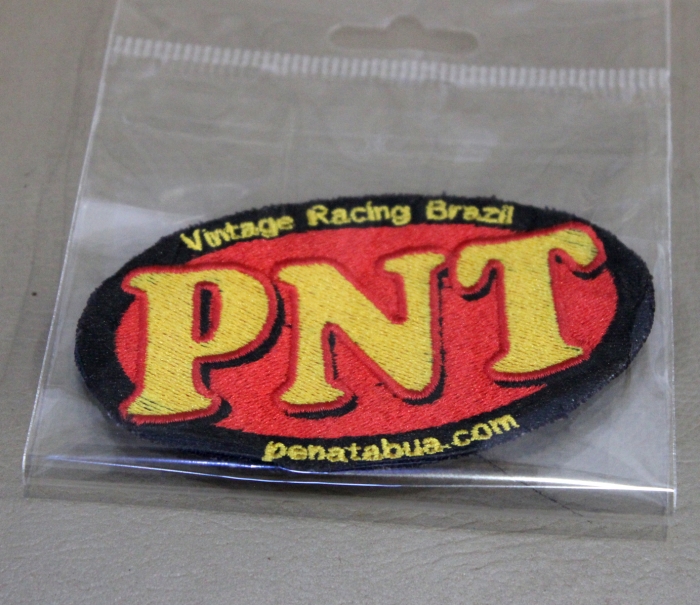 Vintage Racing Brazil
PNT
penatabua.com